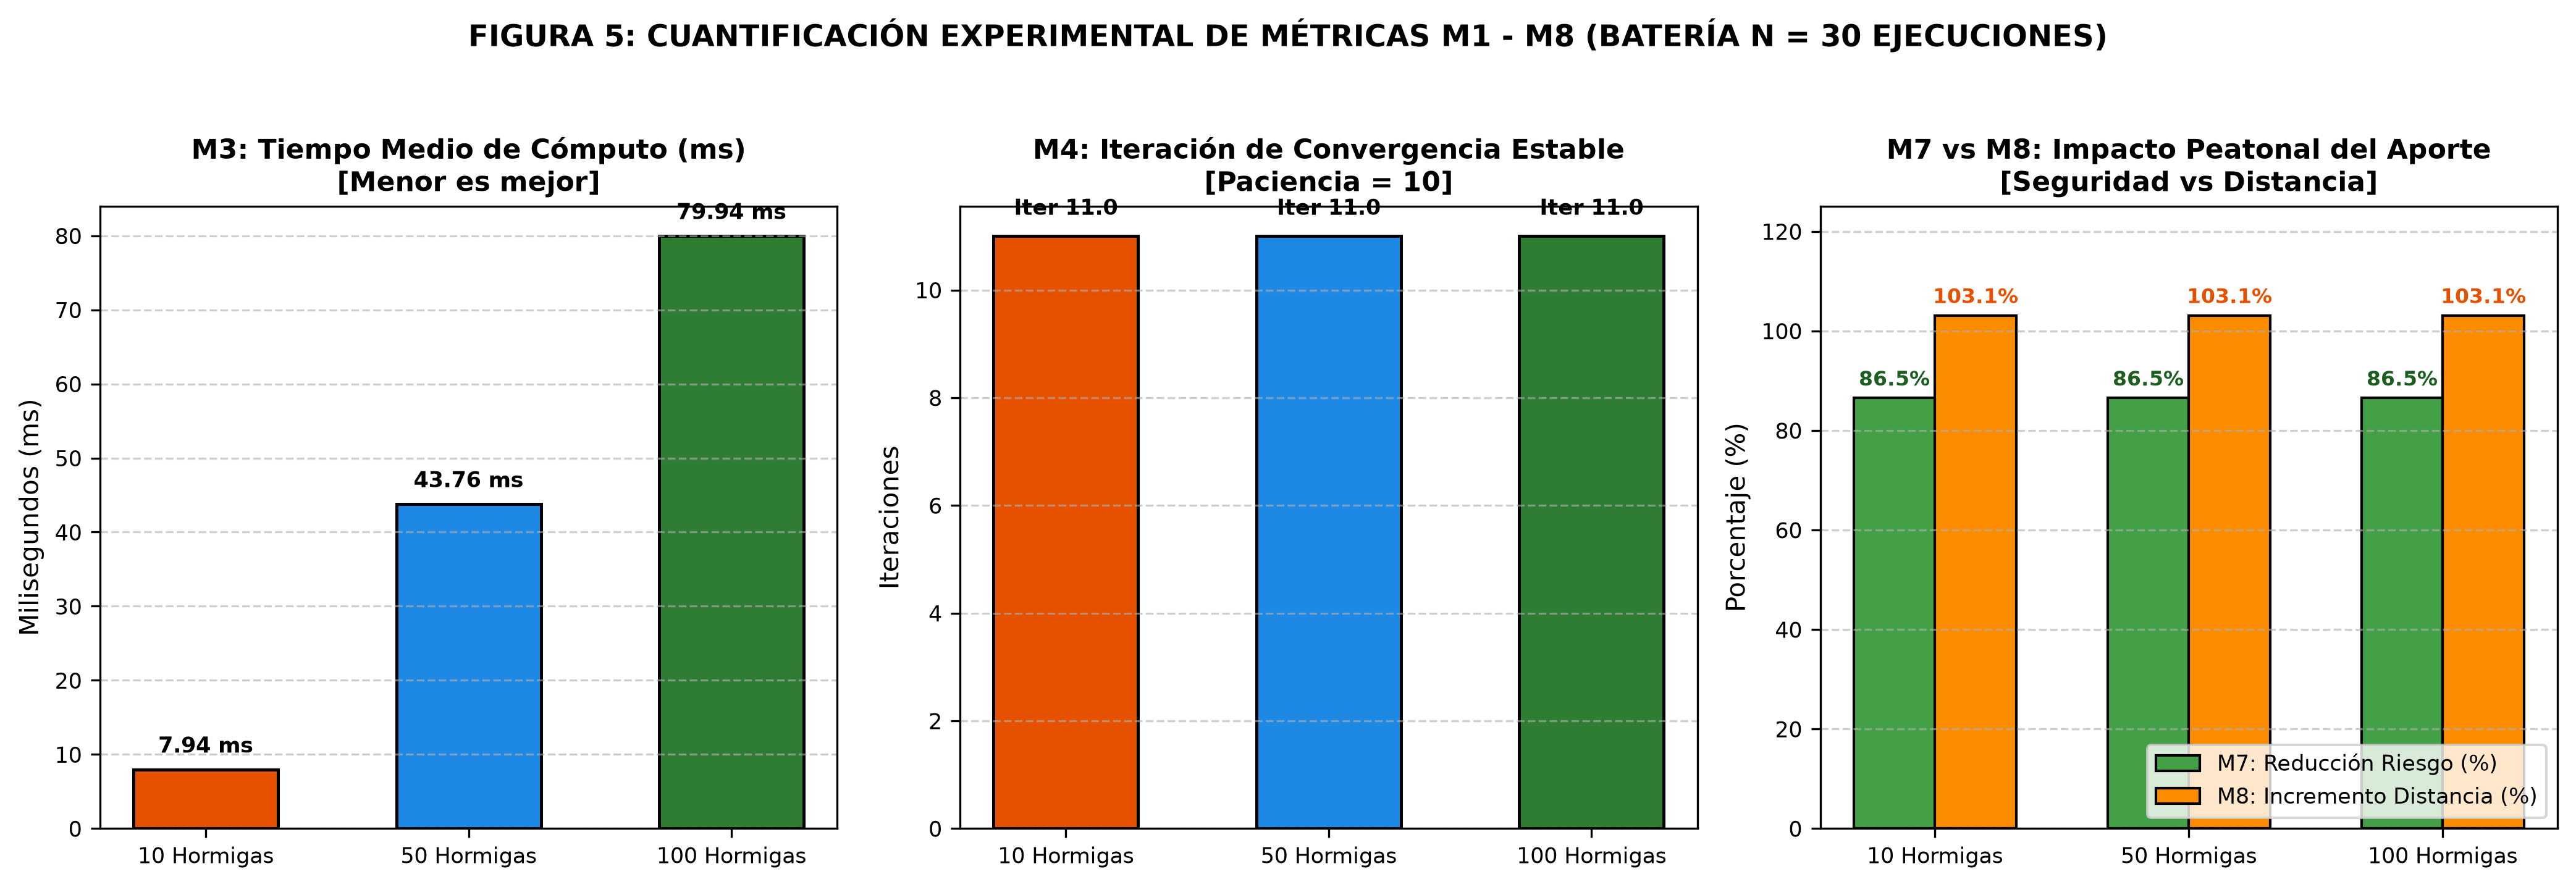 FIGURA 5: CUANTIFICACIÓN EXPERIMENTAL DE MÉTRICAS M1 - M8 (BATERÍA N = 30 EJECUCIONES)
M3: Tiempo Medio de Cómputo (ms)
[Menor es mejor]
Milisegundos (ms)
80
70
60
50
40
30
20
10
0
7.94 ms
43.76 ms
79.94 ms
10 Hormigas
50 Hormigas
100 Hormigas
M4: Iteración de Convergencia Estable
[Paciencia = 10]
Iteraciones
10
8
6
4
2
0
Iter 11.0
Iter 11.0
Iter 11.0
10 Hormigas
50 Hormigas
100 Hormigas
M7 vs M8: Impacto Peatonal del Aporte
[Seguridad vs Distancia]
Porcentaje (%)
120
100
80
60
40
20
0
86.5%
103.1%
86.5%
103.1%
86.5%
103.1%
M7: Reducción Riesgo (%)
M8: Incremento Distancia (%)
10 Hormigas
50 Hormigas
100 Hormigas